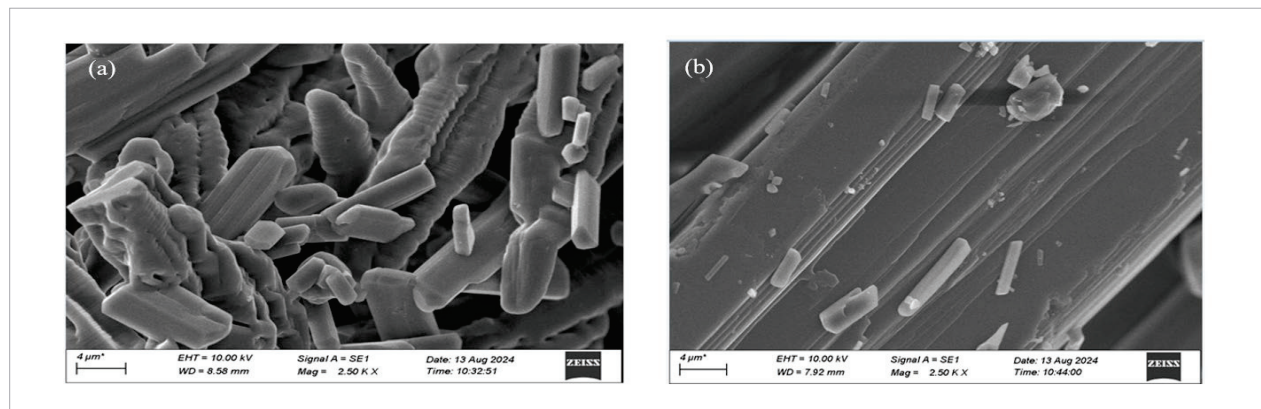 (a)
4 µm*
EHT = 10.00 kV
WD = 8.58 mm
Signal A = SE1
Mag = 2.50 K X
Date: 13 Aug 2024
Time: 10:32:51
ZEISS
(b)
4 µm*
EHT = 10.00 kV
WD = 7.92 mm
Signal A = SE1
Mag = 2.50 K X
Date: 13 Aug 2024
Time: 10:44:00
ZEISS